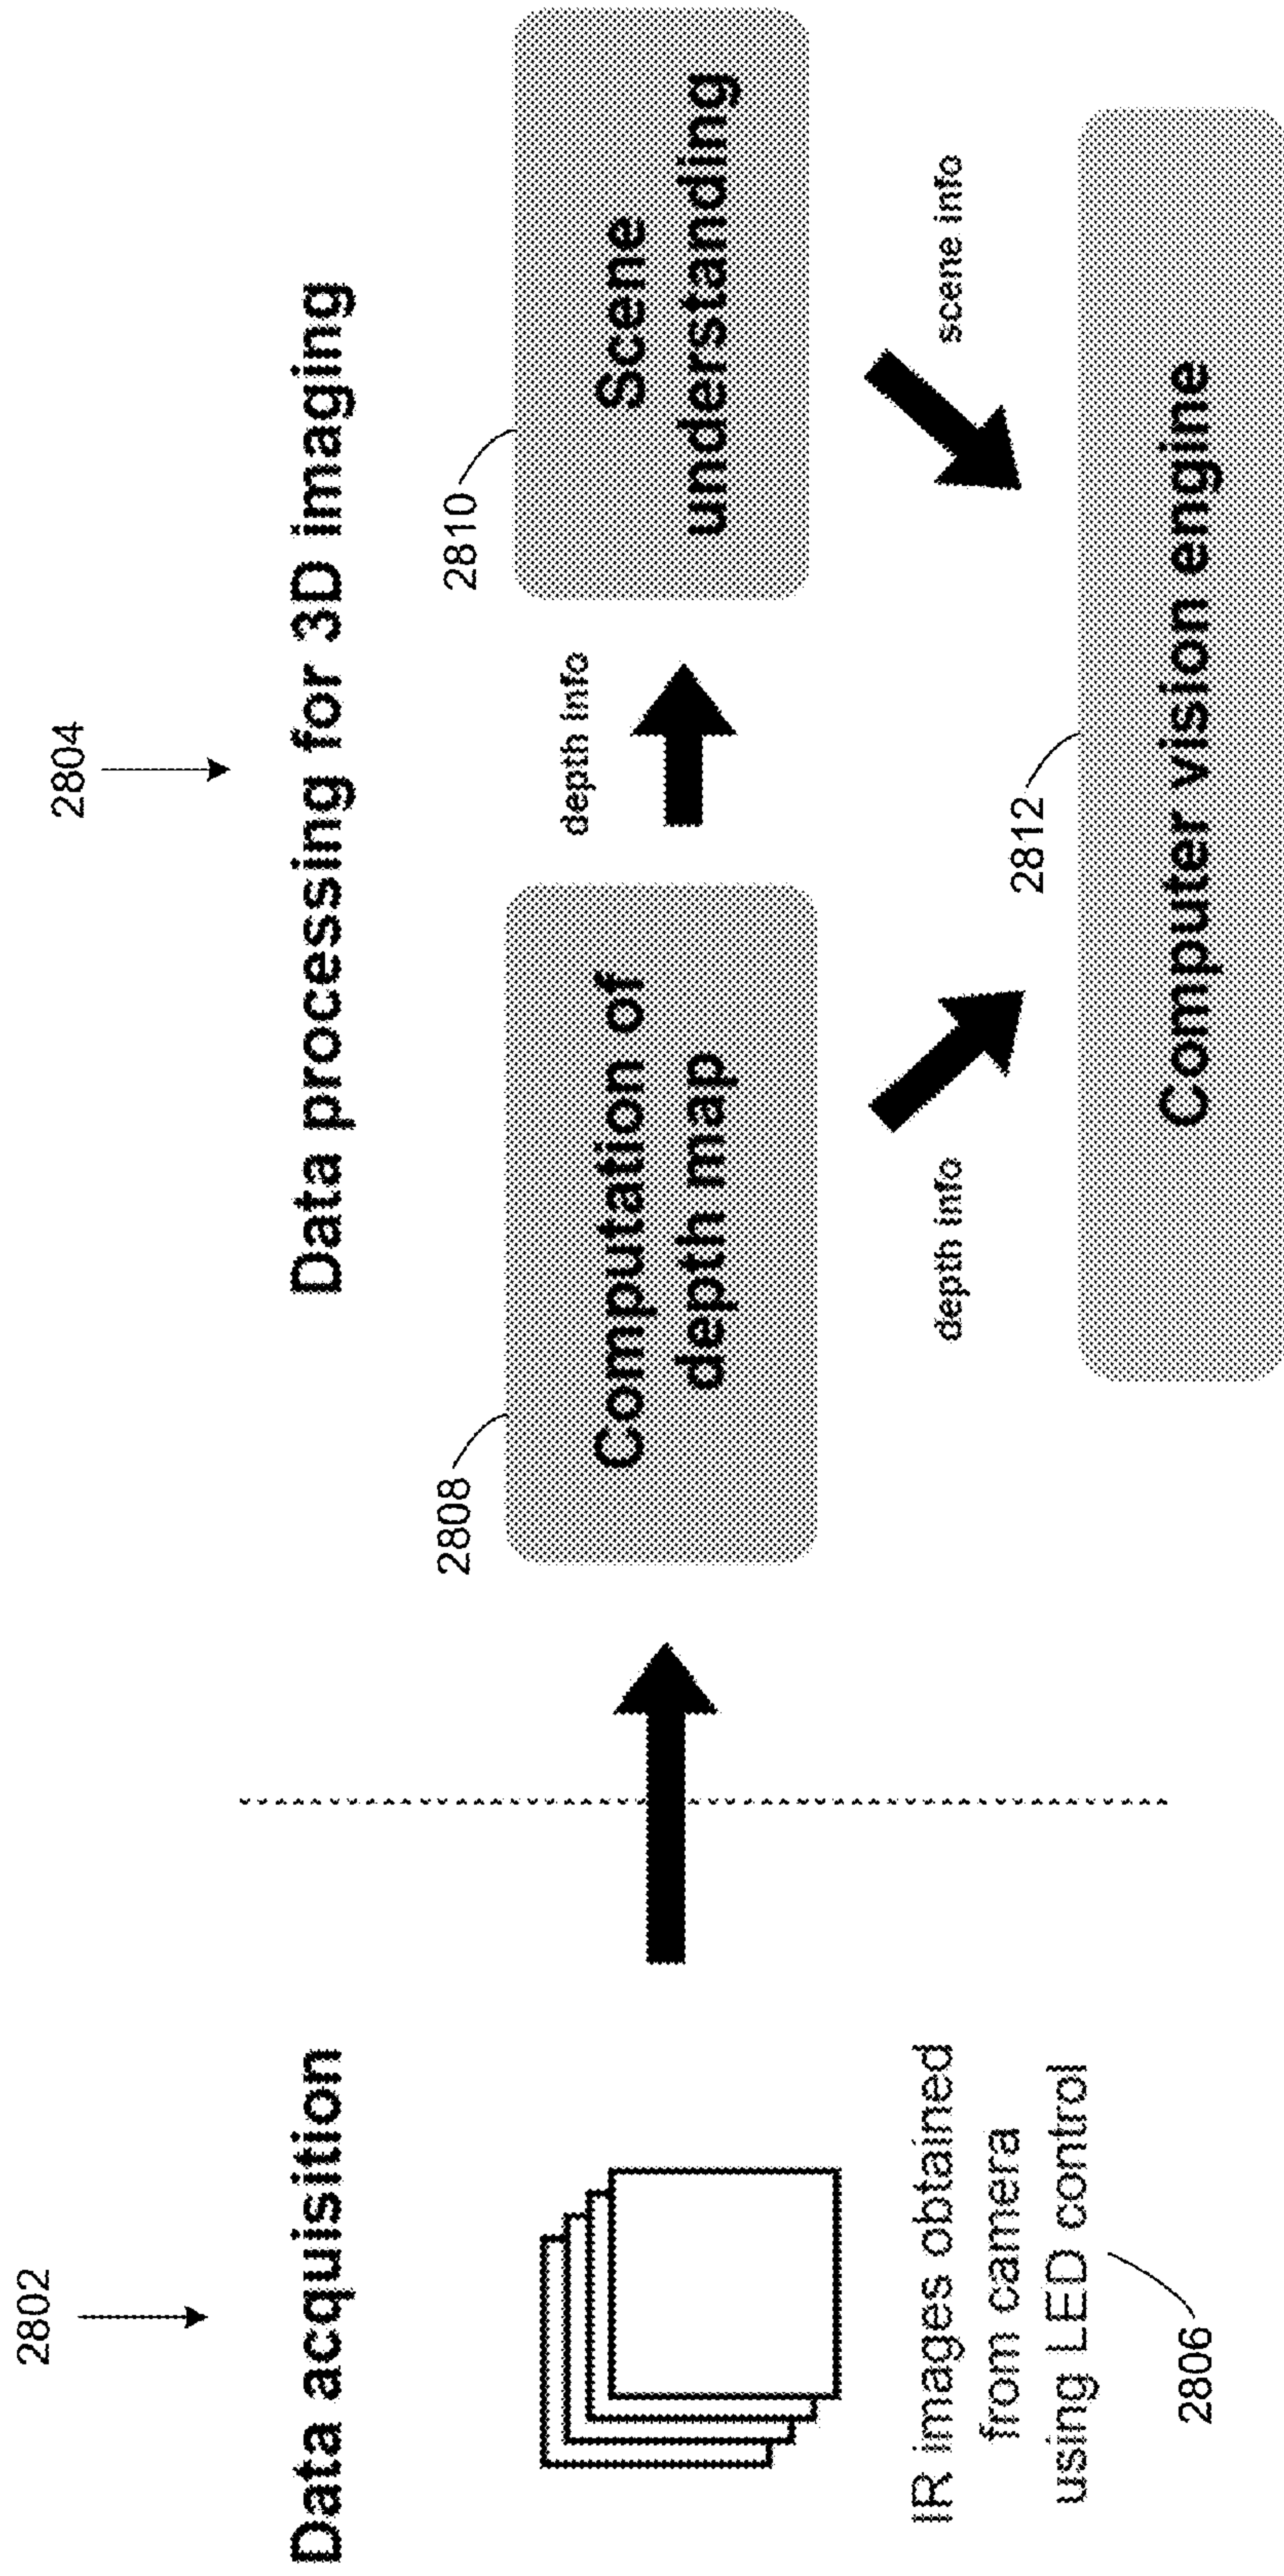 2802
Data acquisition
IR images obtained
from camera
using LED control
2806
2804
Data processing for 3D imaging
2808
Computation of
depth map
depth info
2810
Scene
understanding
depth info
scene info
2812
Computer vision engine